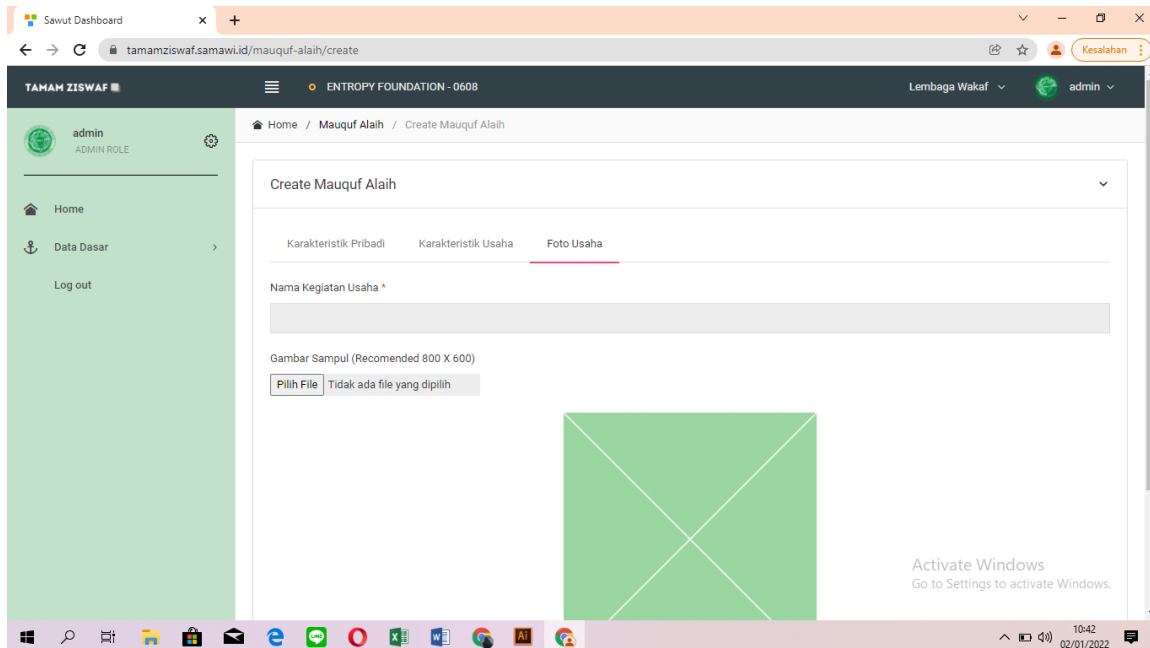 Sawut Dashboard
tamamziswaf.samawi.id/mauquf-alaih/create
Kesalahan
TAMAM ZISWAF
ENTROPY FOUNDATION - 0608
Lembaga Wakaf
admin
admin
ADMIN ROLE
Home
Data Dasar
Log out
Home / Mauquf Alaih / Create Mauquf Alaih
Create Mauquf Alaih
Karakteristik Pribadi
Karakteristik Usaha
Foto Usaha
Nama Kegiatan Usaha *
Gambar Sampul (Recomended 800 X 600)
Pilih File Tidak ada file yang dipilih
Activate Windows
Go to Settings to activate Windows.
LINE
Ai
10:42
02/01/2022